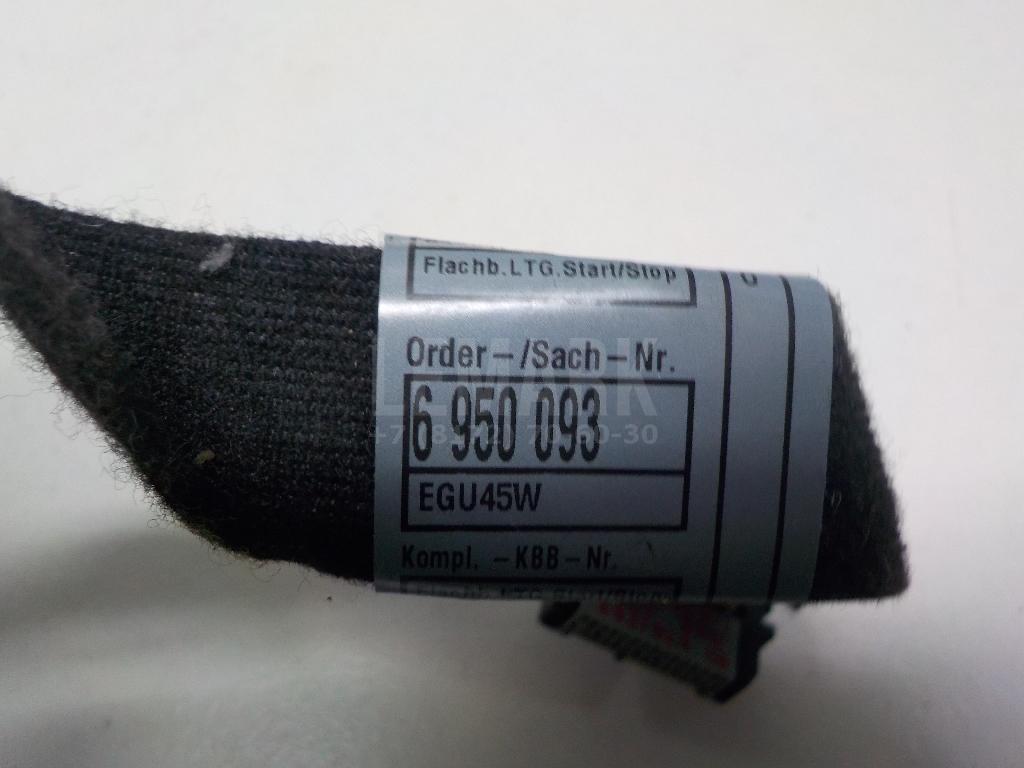 Flachb.LTG.Start/Stop
Order-/Sach-Nr.
6 950 093
EGU45W
Kompl. -KBB-Nr.